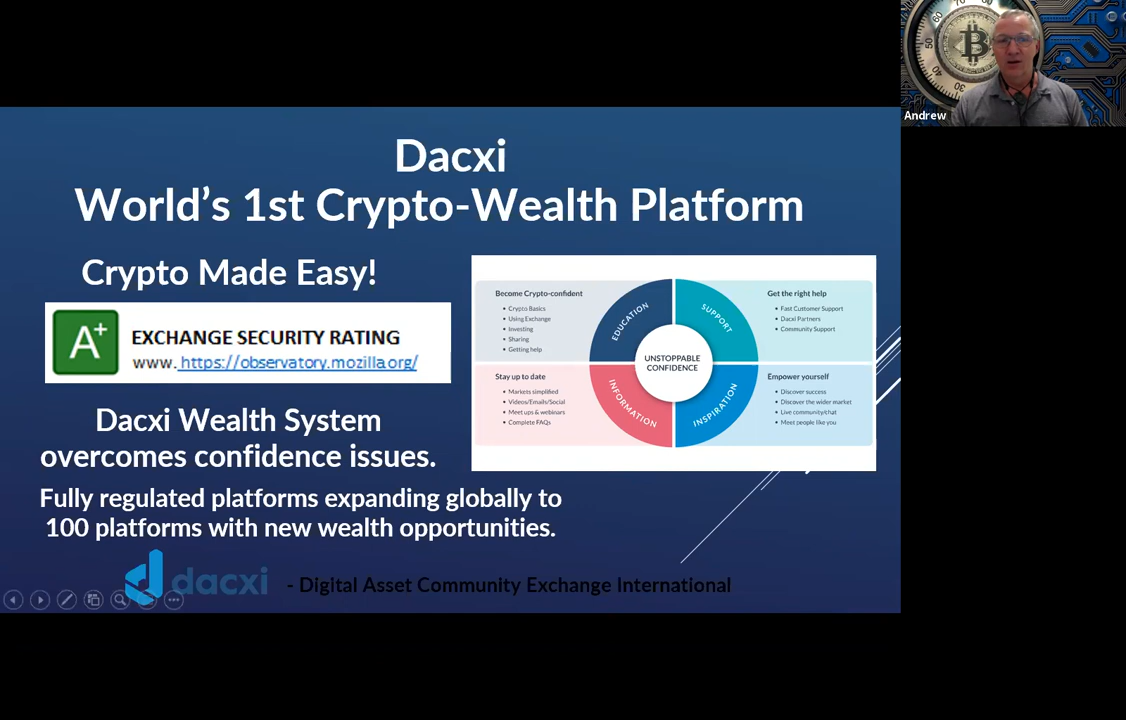 Andrew
Dacxi
World's 1st Crypto-Wealth Platform
Crypto Made Easy!
A+
EXCHANGE SECURITY RATING
www. https://observatory.mozilla.org/
Dacxi Wealth System
overcomes confidence issues.
Fully regulated platforms expanding globally to
100 platforms with new wealth opportunities.
Become Crypto-confident
• Crypto Basics
• Using Exchange
• Investing
• Sharing
• Getting help
EDUCATION
SUPPORT
Get the right help
• Fast Customer Support
• Dacxi Partners
• Community Support
UNSTOPPABLE
CONFIDENCE
Stay up to date
• Markets simplified
• Videos/Emails/Social
• Meet ups & webinars
• Complete FAQs
INFORMATION
INSPIRATION
Empower yourself
• Discover success
• Discover the wider market
• Live community/chat
• Meet people like you
dacxi - Digital Asset Community Exchange International